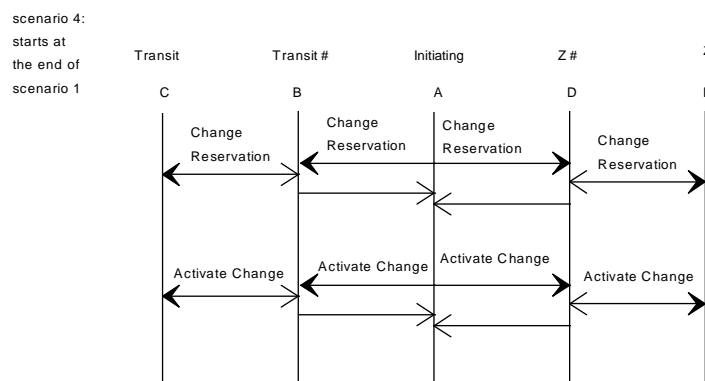 scenario 4:
starts at
the end of
scenario 1
Transit
Transit #
Initiating
Z #
C
B
A
D
Change
Reservation
Change
Reservation
Change
Reservation
Change
Reservation
Activate Change
Activate Change
Activate Change
Activate Change